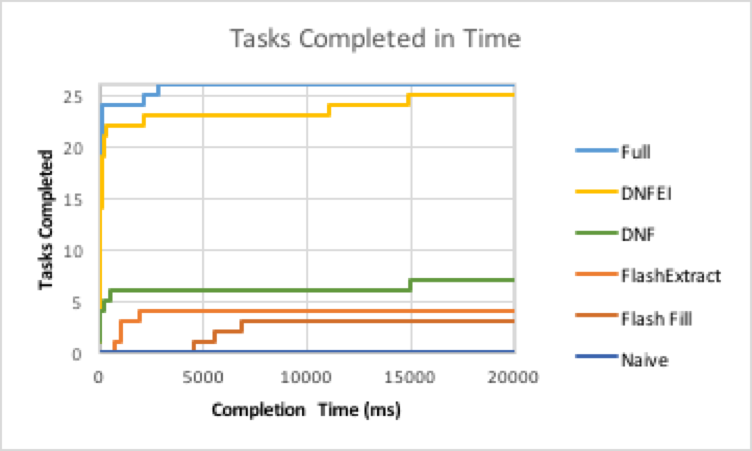 Tasks Completed in Time
Tasks Completed
25
20
15
10
5
0
0 5000 10000 15000 20000
Completion Time (ms)
Full
DNFEI
DNF
FlashExtract
Flash Fill
Naive